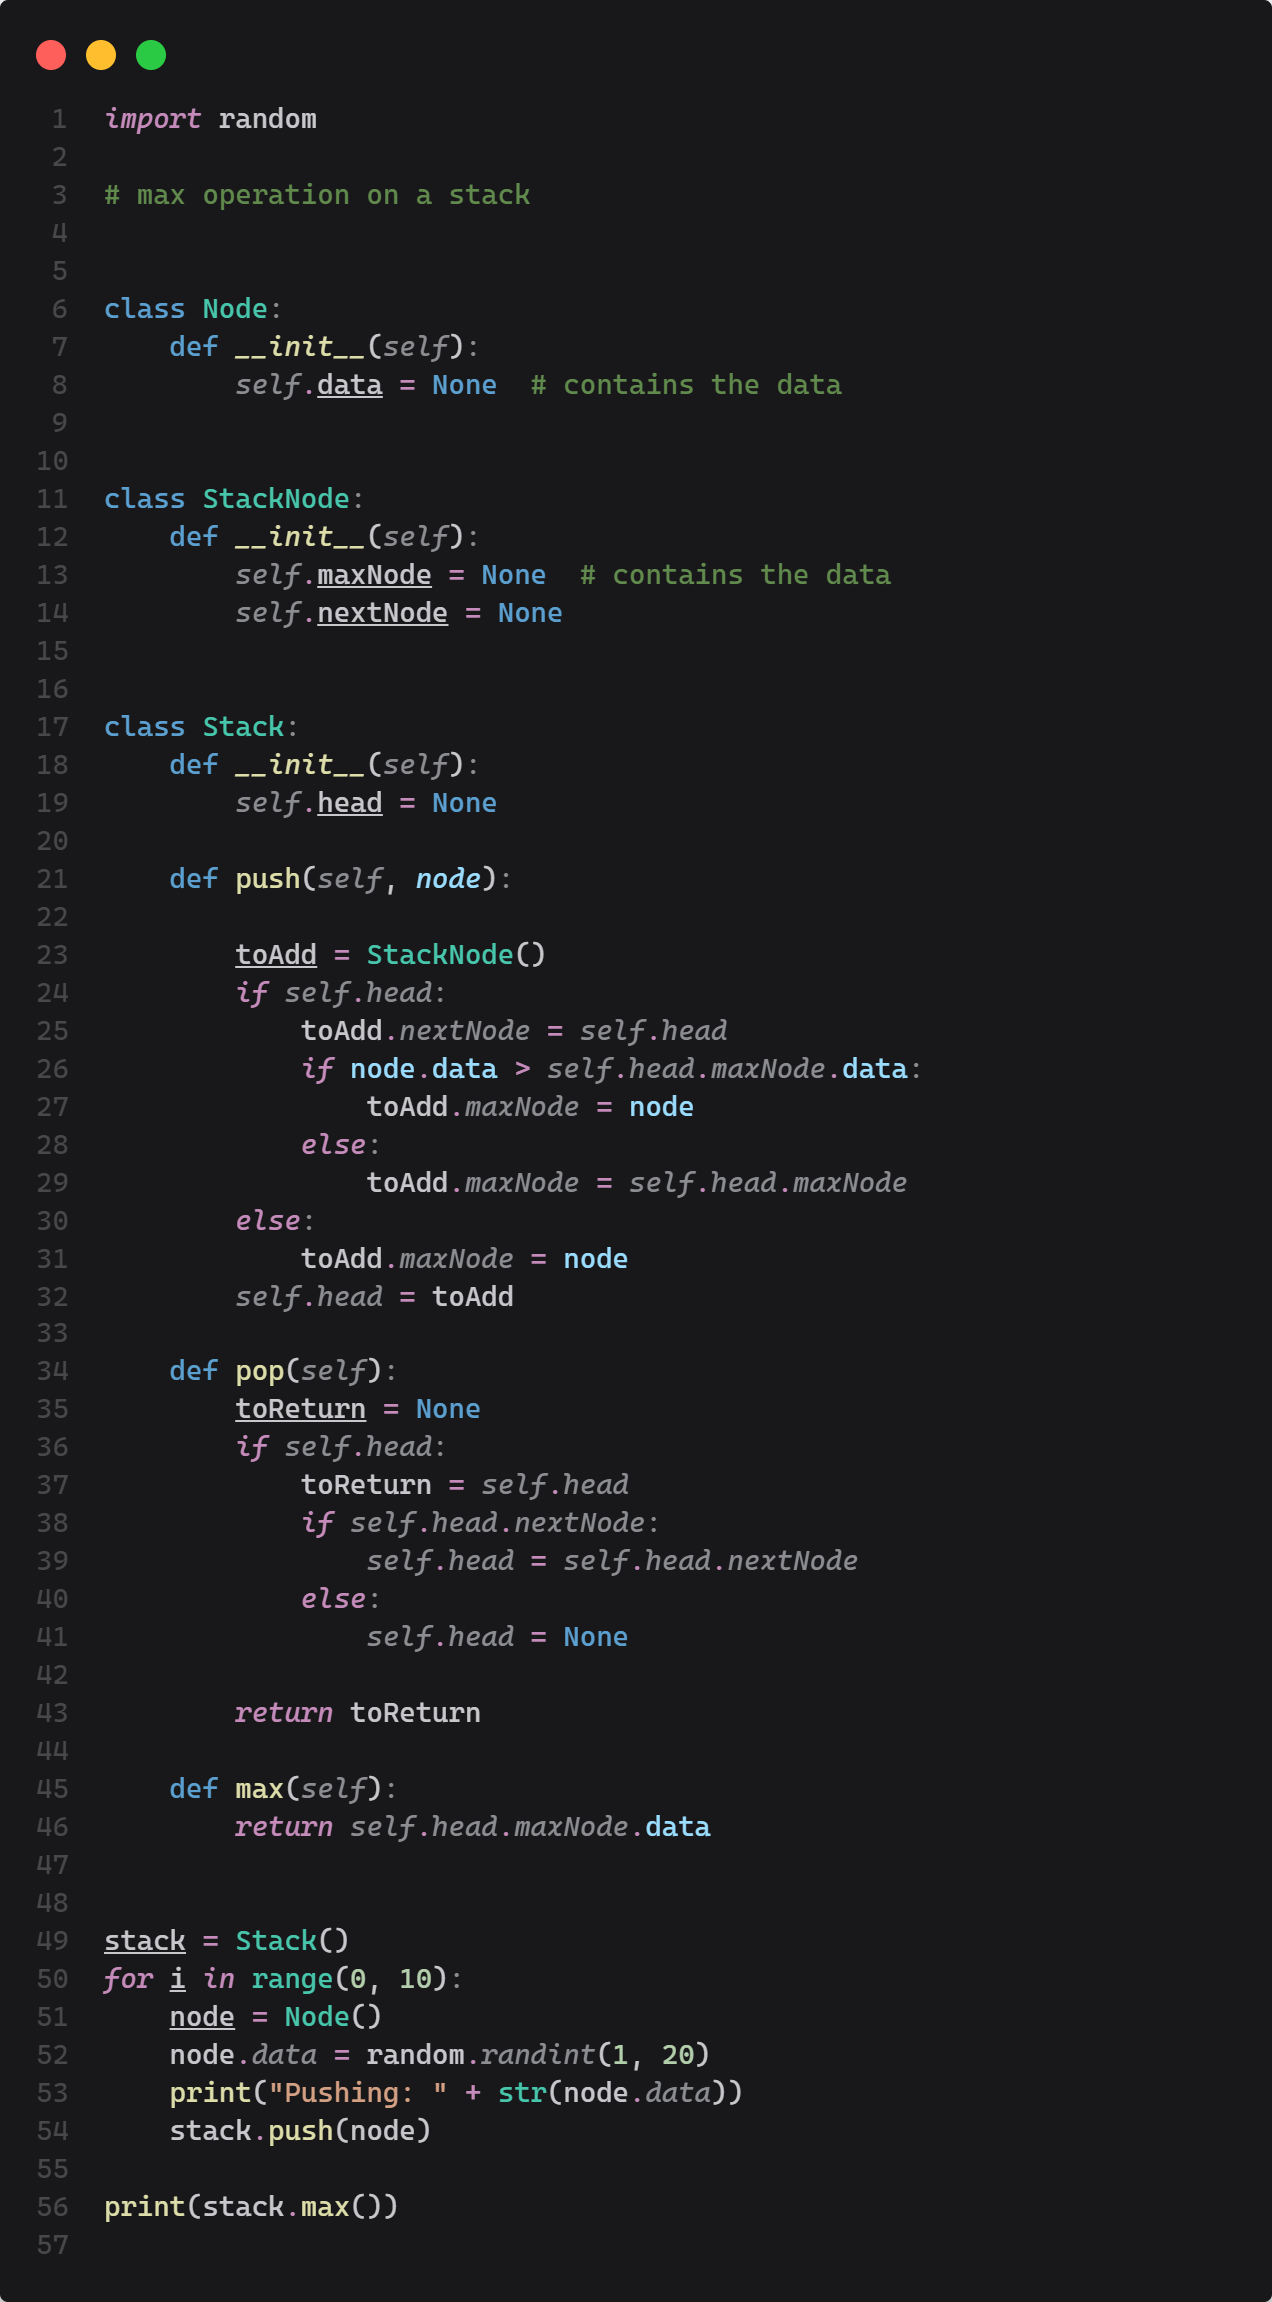 1 import random
2
3 # max operation on a stack
4
5
6 class Node:
7     def __init__(self):
8         self.data = None  # contains the data
9
10
11 class StackNode:
12     def __init__(self):
13         self.maxNode = None  # contains the data
14         self.nextNode = None
15
16
17 class Stack:
18     def __init__(self):
19         self.head = None
20
21     def push(self, node):
22
23         toAdd = StackNode()
24         if self.head:
25             toAdd.nextNode = self.head
26             if node.data > self.head.maxNode.data:
27                 toAdd.maxNode = node
28             else:
29                 toAdd.maxNode = self.head.maxNode
30         else:
31             toAdd.maxNode = node
32         self.head = toAdd
33
34     def pop(self):
35         toReturn = None
36         if self.head:
37             toReturn = self.head
38             if self.head.nextNode:
39                 self.head = self.head.nextNode
40             else:
41                 self.head = None
42
43         return toReturn
44
45     def max(self):
46         return self.head.maxNode.data
47
48
49 stack = Stack()
50 for i in range(0, 10):
51     node = Node()
52     node.data = random.randint(1, 20)
53     print("Pushing: " + str(node.data))
54     stack.push(node)
55
56 print(stack.max())
57